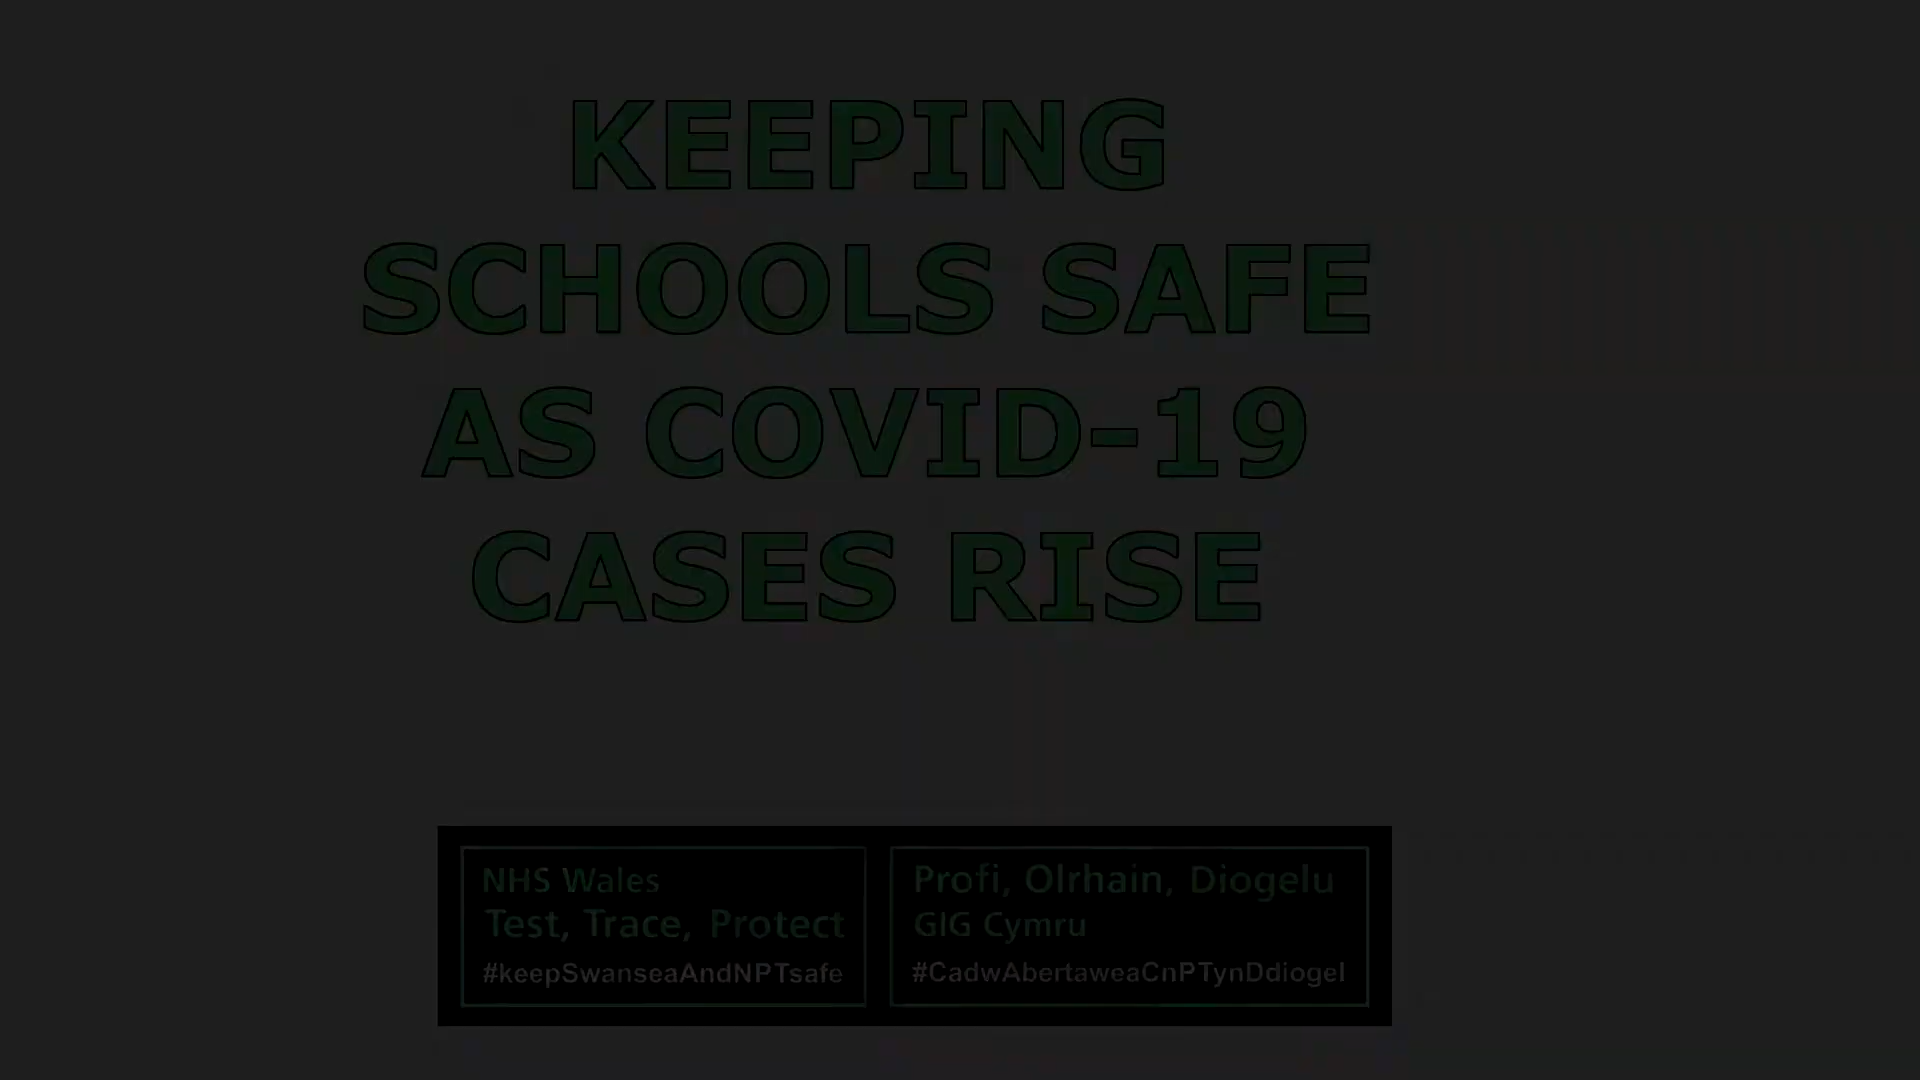 KEEPING
SCHOOLS SAFE
AS COVID-19
CASES RISE
NHS Wales
Test, Trace, Protect
#keepSwanseaAndNPTsafe
Profi, Olrhain, Diogelu
GIG Cymru
#CadwAbertaweaCnPTynDdiogel